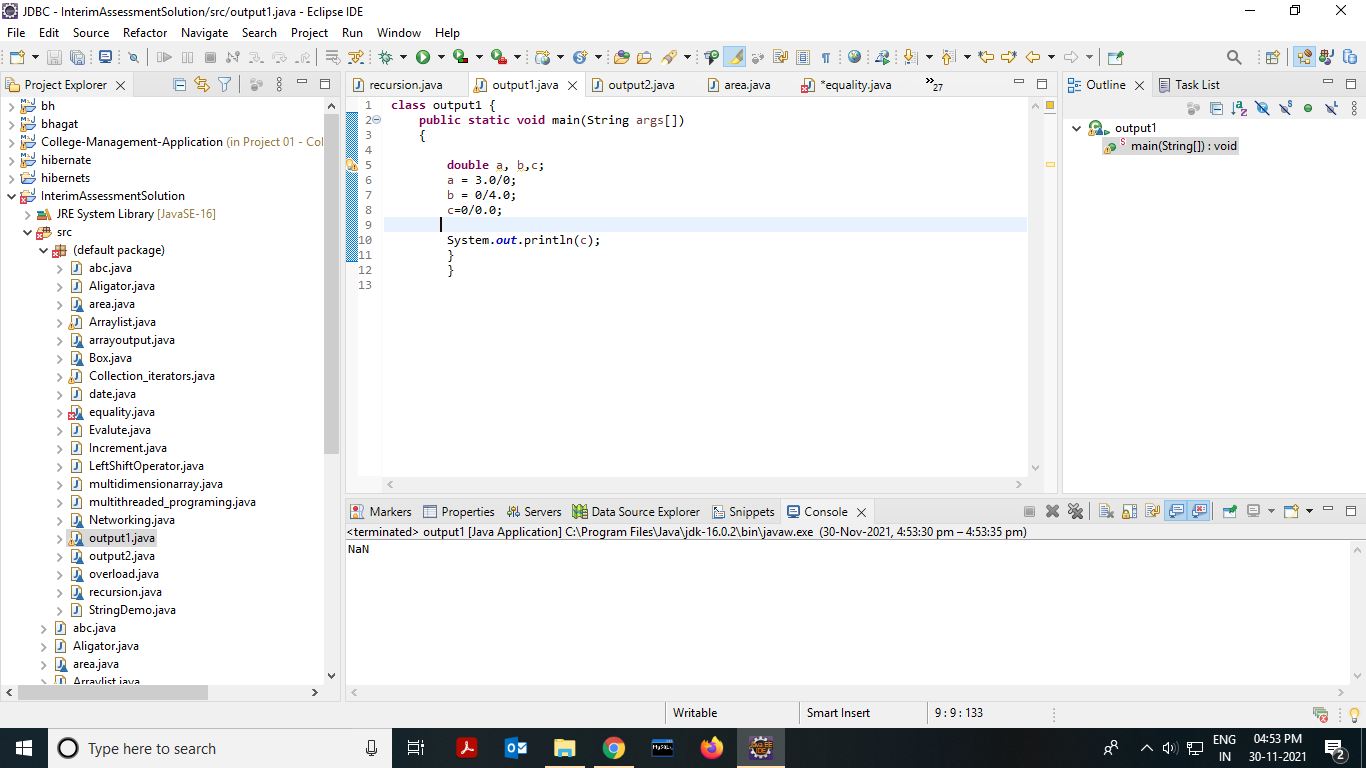 JDBC - InterimAssessmentSolution/src/output1.java - Eclipse IDE
File Edit Source Refactor Navigate Search Project Run Window Help
Project Explorer
bh
bhagat
College-Management-Application (in Project 01 - Col
hibernate
hibernets
InterimAssessmentSolution
JRE System Library [JavaSE-16]
src
(default package)
abc.java
Aligator.java
area.java
Arraylist.java
arrayoutput.java
Box.java
Collection_iterators.java
date.java
equality.java
Evalute.java
Increment.java
LeftShiftOperator.java
multidimensionarray.java
multithreaded_programing.java
Networking.java
output1.java
output2.java
overload.java
recursion.java
StringDemo.java
abc.java
Aligator.java
area.java
Arraylist.java
recursion.java output1.java output2.java area.java *equality.java 27
1 class output1 {
2 public static void main(String args[])
3 {
4
5 double a, b,c;
6 a = 3.0/0;
7 b = 0/4.0;
8 c=0/0.0;
9
10 System.out.println(c);
11 }
12 }
13
Outline Task List
output1
main(String[]) : void
Markers Properties Servers Data Source Explorer Snippets Console
<terminated> output1 [Java Application] C:\Program Files\Java\jdk-16.0.2\bin\javaw.exe (30-Nov-2021, 4:53:30 pm – 4:53:35 pm)
NaN
Writable Smart Insert 9 : 9 : 133
Type here to search
ENG
IN
04:53 PM
30-11-2021
2